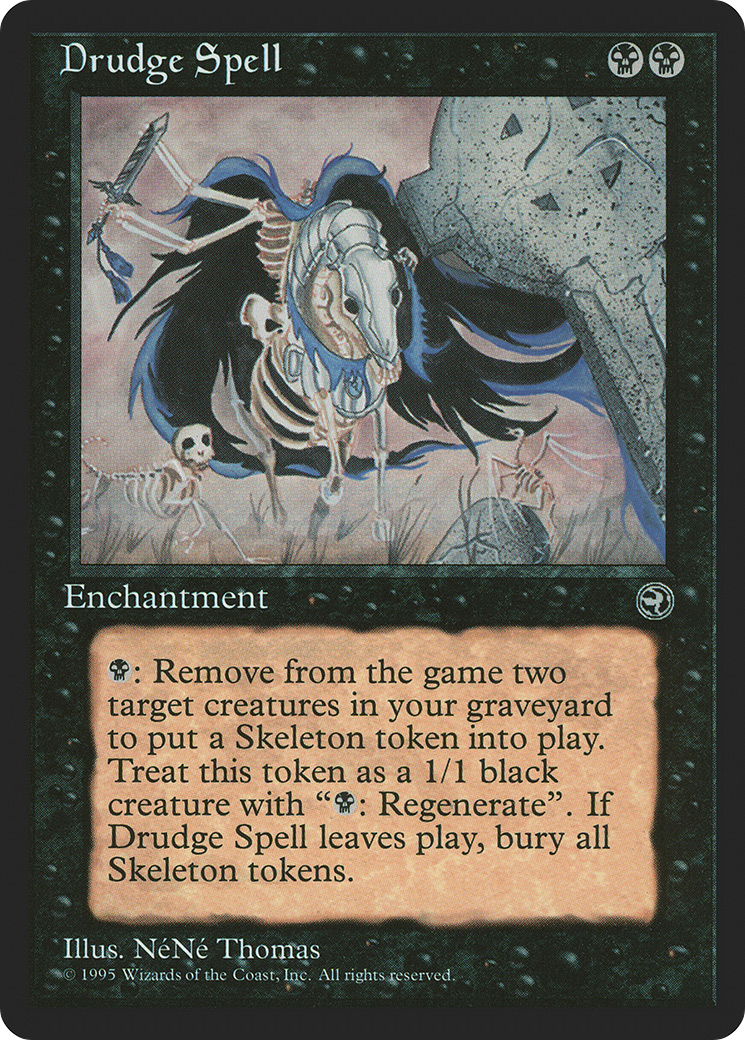 Drudge Spell
Enchantment
: Remove from the game two
target creatures in your graveyard
to put a Skeleton token into play.
Treat this token as a 1/1 black
creature with “: Regenerate”. If
Drudge Spell leaves play, bury all
Skeleton tokens.
Illus. NéNé Thomas
© 1995 Wizards of the Coast, Inc. All rights reserved.